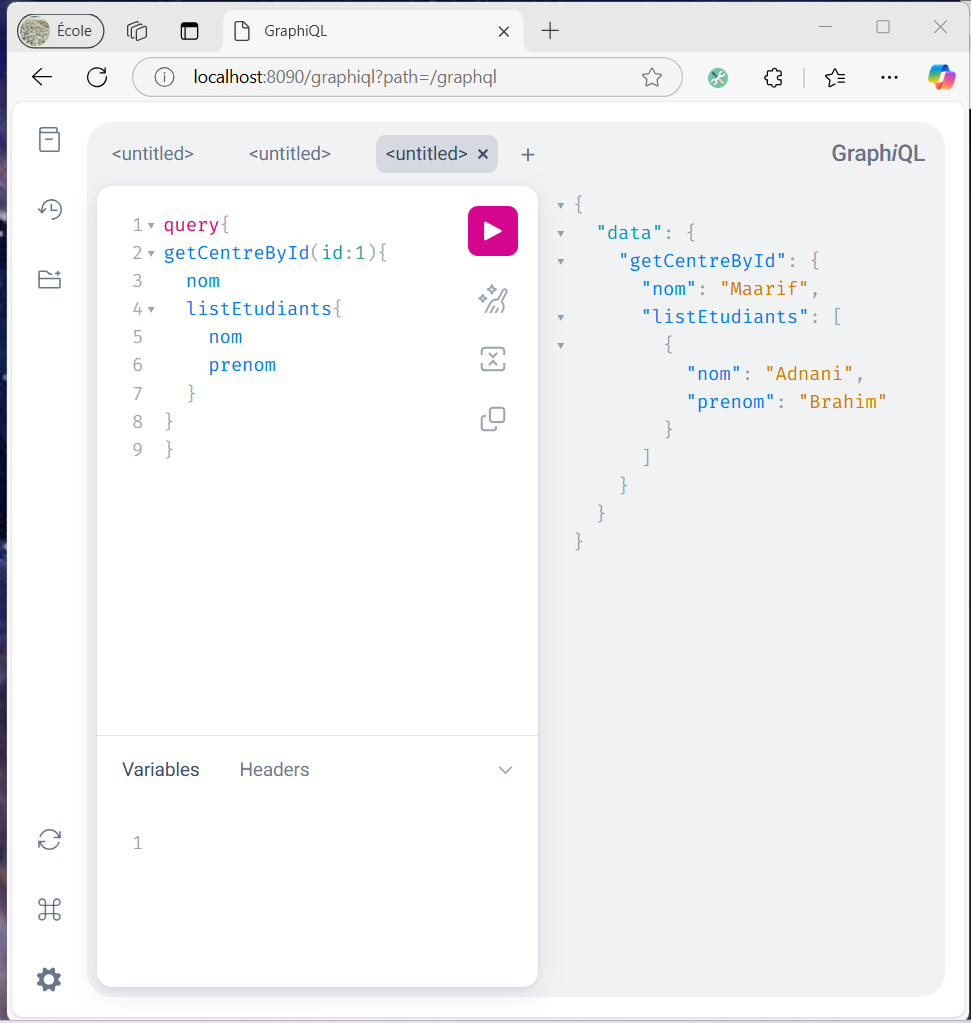 École
GraphiQL
localhost:8090/graphiql?path=/graphql
<untitled>
<untitled>
<untitled>
GraphiQL
1 query{
2 getCentreById(id:1){
3 nom
4 listEtudiants{
5 nom
6 prenom
7 }
8 }
9 }
{
"data": {
"getCentreById": {
"nom": "Maarif",
"listEtudiants": [
{
"nom": "Adnani",
"prenom": "Brahim"
}
]
}
}
}
Variables Headers
1